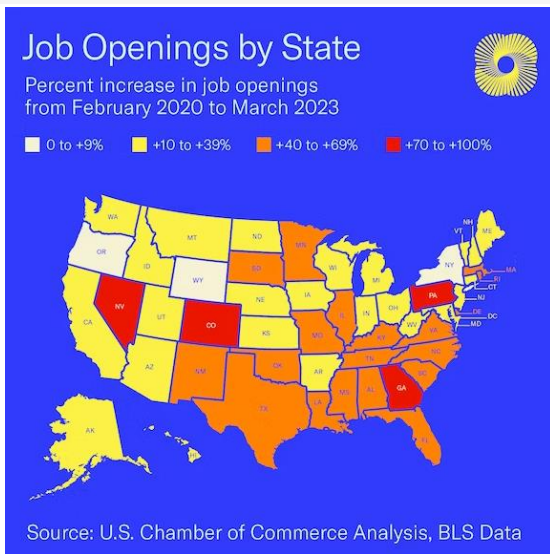 Job Openings by State
Percent increase in job openings
from February 2020 to March 2023
0 to +9%
+10 to +39%
+40 to +69%
+70 to +100%
WA
MT
ND
MN
OR
ID
WY
SD
WI
MI
VT
NH
ME
NY
MA
RI
CT
NJ
PA
DE
DC
MD
NV
UT
CO
NE
IA
IL
IN
OH
WV
VA
CA
KS
MO
KY
AZ
NM
OK
AR
TN
NC
SC
TX
LA
MS
AL
GA
FL
AK
HI
Source: U.S. Chamber of Commerce Analysis, BLS Data